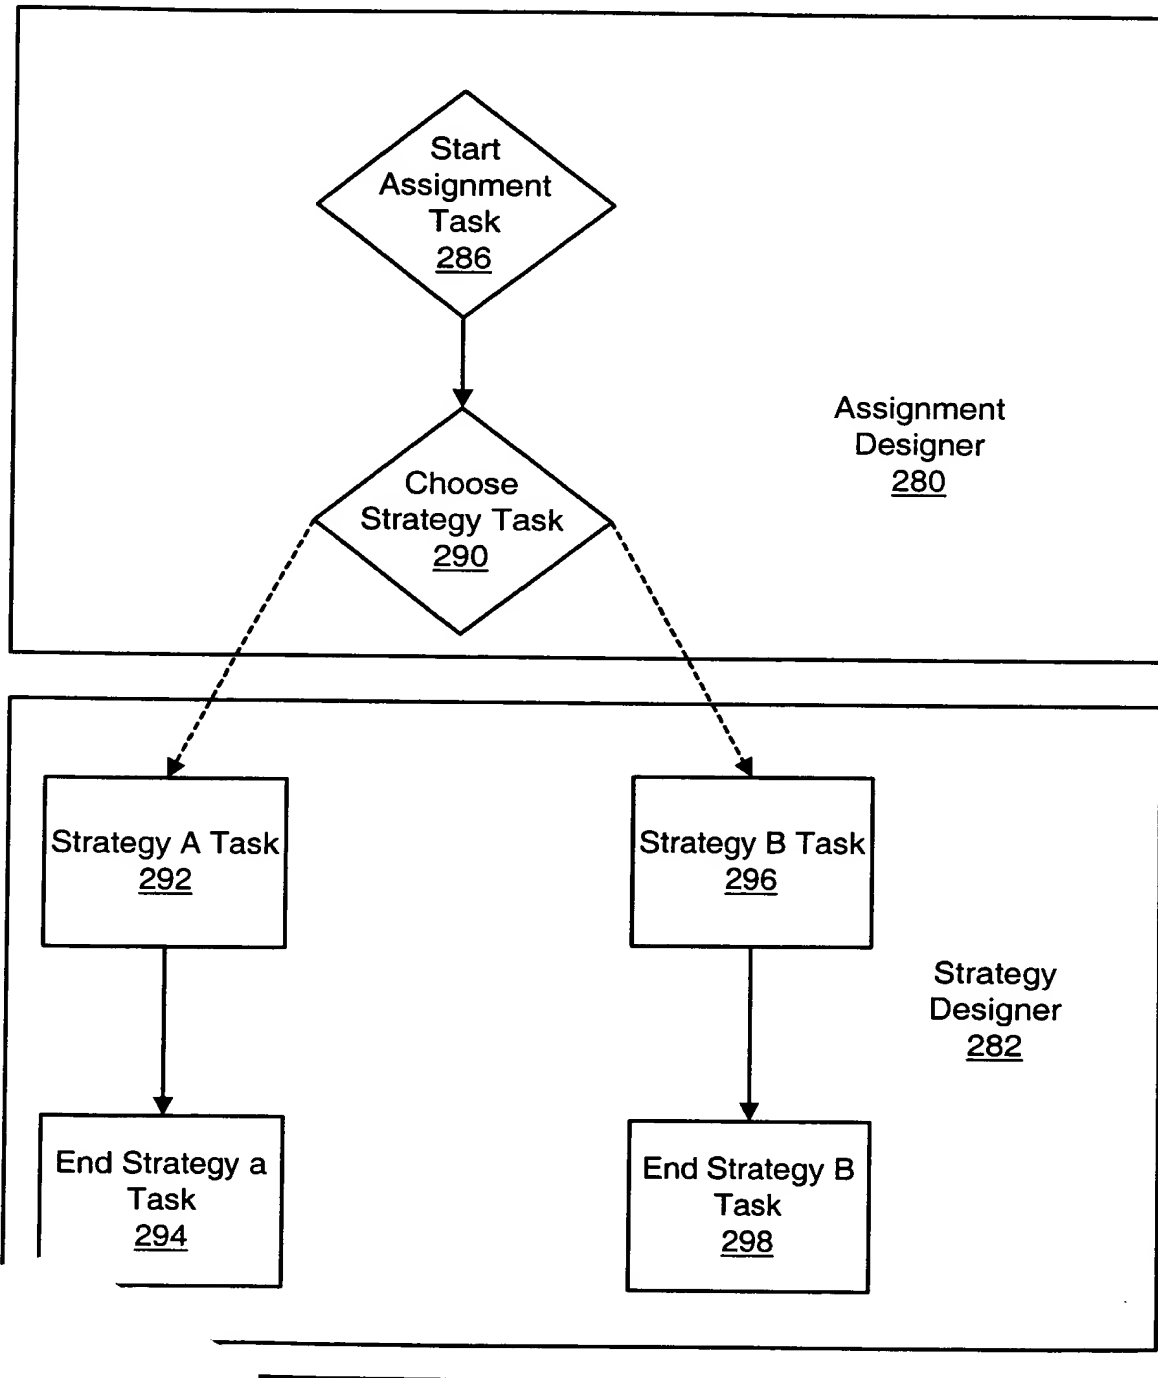 Start
Assignment
Task
286
Choose
Strategy Task
290
Assignment
Designer
280
Strategy A Task
292
Strategy B Task
296
Strategy
Designer
282
End Strategy a
Task
294
End Strategy B
Task
298